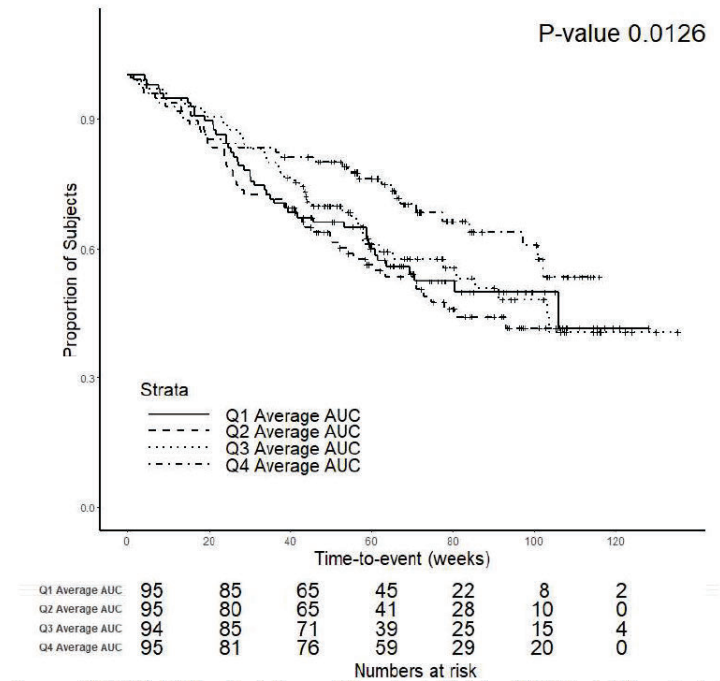 P-value 0.0126
Proportion of Subjects
0.9
0.6
0.3
0.0
Strata
Q1 Average AUC
Q2 Average AUC
Q3 Average AUC
Q4 Average AUC
0 20 40 60 80 100 120
Time-to-event (weeks)
Q1 Average AUC 95 85 65 45 22 8 2
Q2 Average AUC 95 80 65 41 28 10 0
Q3 Average AUC 94 85 71 39 25 15 4
Q4 Average AUC 95 81 76 59 29 20 0
Numbers at risk